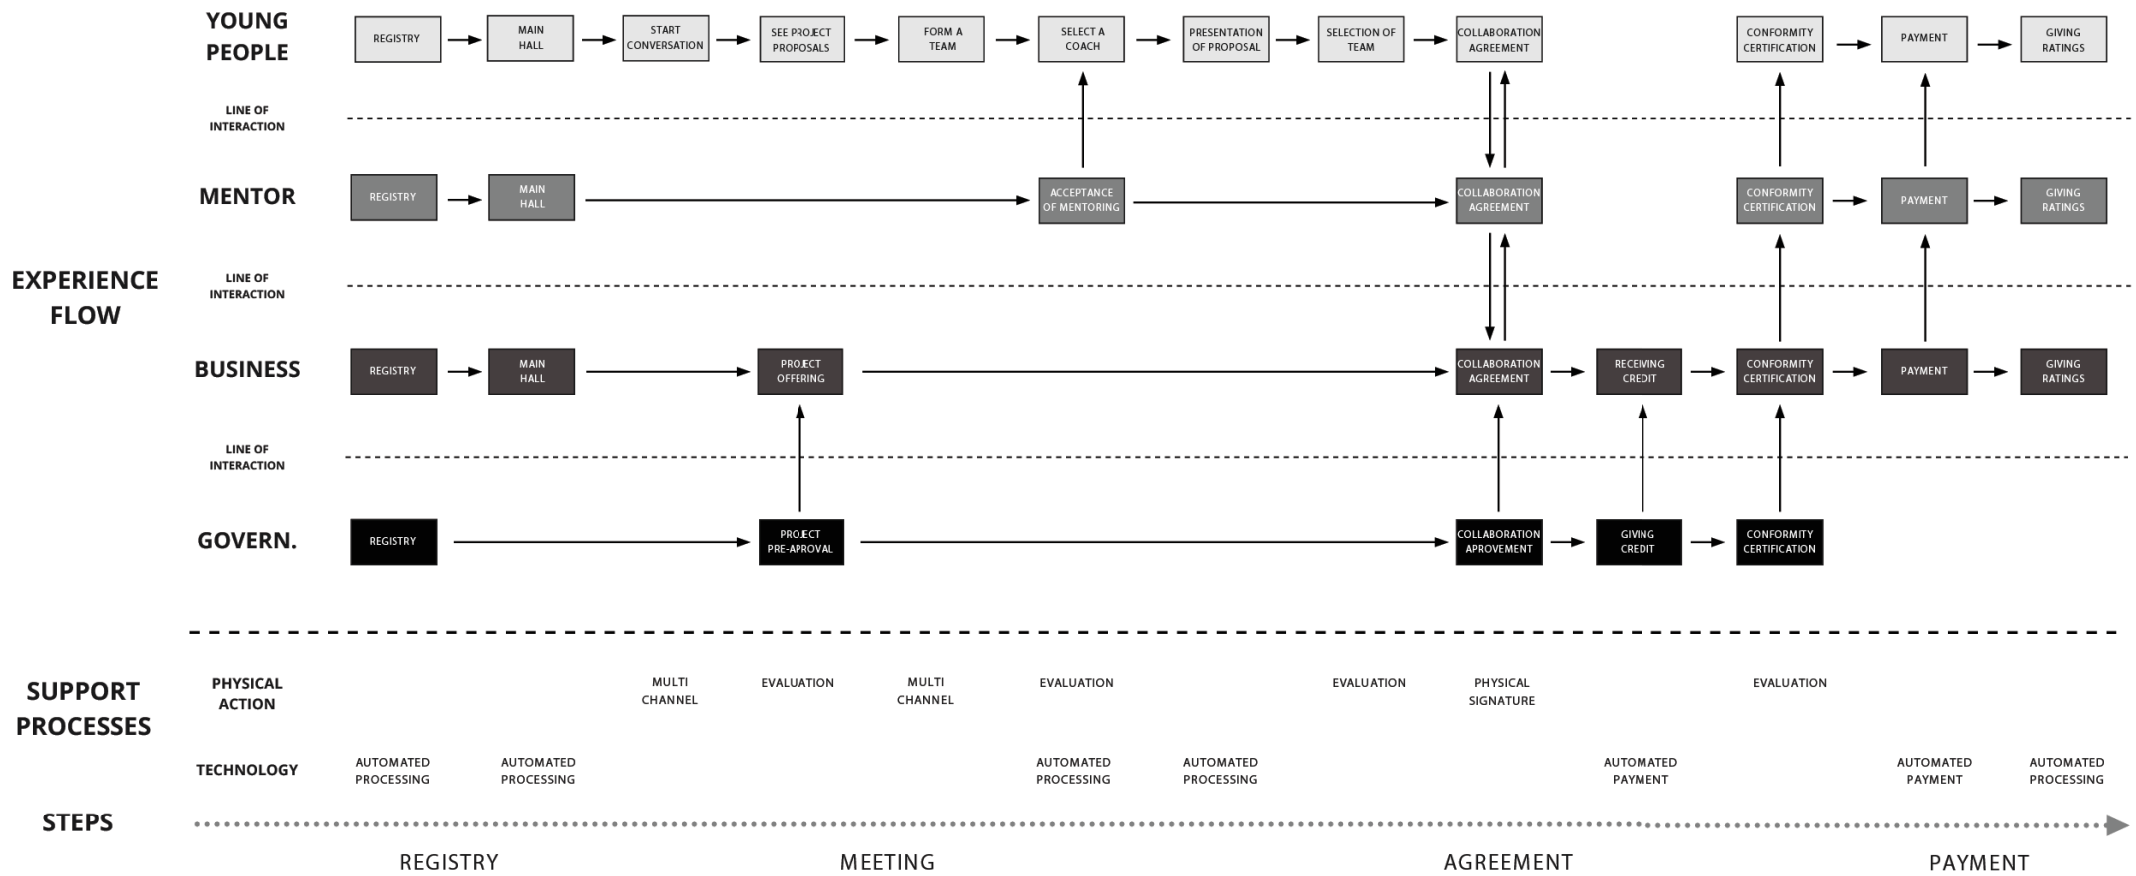 YOUNG
PEOPLE
REGISTRY
MAIN
HALL
START
CONVERSATION
SEE PROJECT
PROPOSALS
FORM A
TEAM
SELECT A
COACH
PRESENTATION
OF PROPOSAL
SELECTION OF
TEAM
COLLABORATION
AGREEMENT
CONFORMITY
CERTIFICATION
PAYMENT
GIVING
RATINGS
LINE OF
INTERACTION
MENTOR
REGISTRY
MAIN
HALL
ACCEPTANCE
OF MENTORING
COLLABORATION
AGREEMENT
CONFORMITY
CERTIFICATION
PAYMENT
GIVING
RATINGS
EXPERIENCE
FLOW
LINE OF
INTERACTION
BUSINESS
REGISTRY
MAIN
HALL
PROJECT
OFFERING
COLLABORATION
AGREEMENT
RECEIVING
CREDIT
CONFORMITY
CERTIFICATION
PAYMENT
GIVING
RATINGS
LINE OF
INTERACTION
GOVERN.
REGISTRY
PROJECT
PRE-APROVAL
COLLABORATION
APROVEMENT
GIVING
CREDIT
CONFORMITY
CERTIFICATION
SUPPORT
PROCESSES
PHYSICAL
ACTION
MULTI
CHANNEL
EVALUATION
MULTI
CHANNEL
EVALUATION
EVALUATION
PHYSICAL
SIGNATURE
EVALUATION
TECHNOLOGY
AUTOMATED
PROCESSING
AUTOMATED
PROCESSING
AUTOMATED
PROCESSING
AUTOMATED
PROCESSING
AUTOMATED
PAYMENT
AUTOMATED
PAYMENT
AUTOMATED
PROCESSING
STEPS
REGISTRY
MEETING
AGREEMENT
PAYMENT